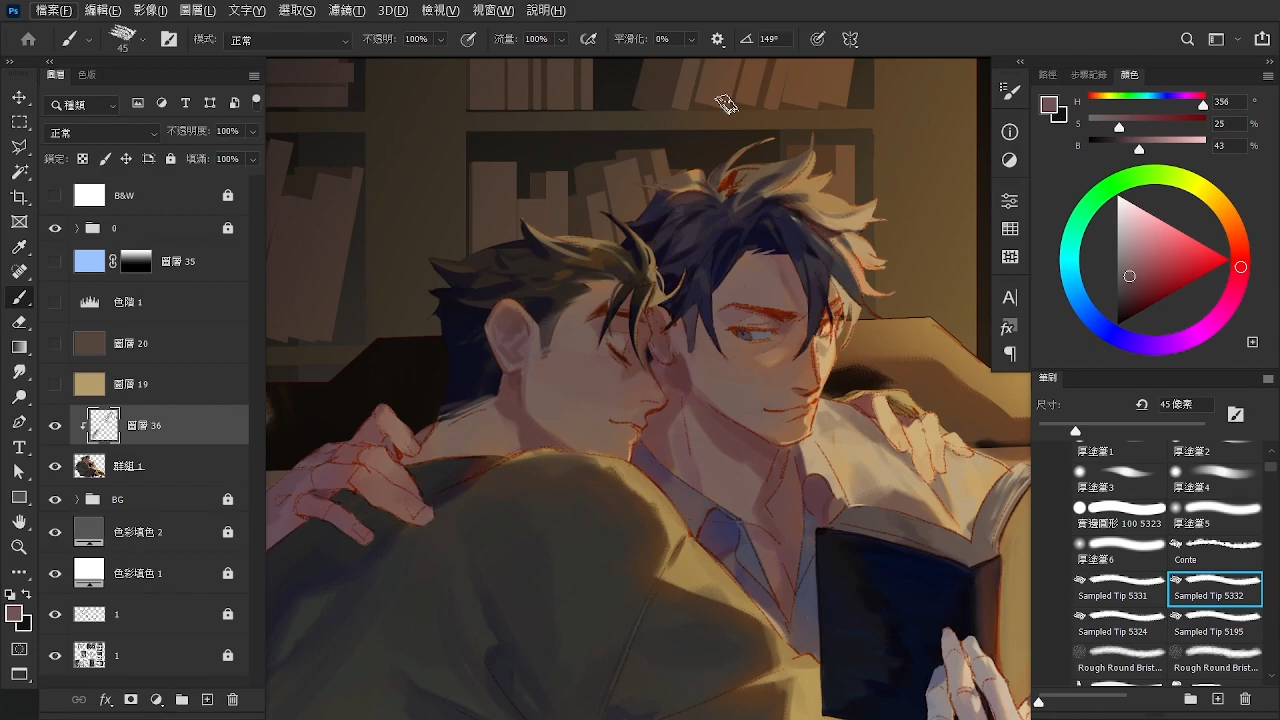 Ps 檔案(F) 編輯(E) 影像(I) 圖層(L) 文字(Y) 選取(S) 濾鏡(T) 3D(D) 檢視(V) 視窗(W) 說明(H)
45 模式: 正常 不透明: 100% 流量: 100% 平滑化: 0% 149°
圖層 色版
種類
正常 不透明度: 100%
鎖定: 填滿: 100%
B&W
0
圖層 35
色階 1
圖層 20
圖層 19
圖層 36
群組 1
BG
色彩填色 2
色彩填色 1
1
1
路徑 步驟記錄 顏色
H 356 °
S 25 %
B 43 %
筆刷
尺寸: 45 像素
厚塗筆1 厚塗筆2
厚塗筆3 厚塗筆4
實邊圓形 100 5323 厚塗筆5
厚塗筆6 Conte
Sampled Tip 5331 Sampled Tip 5332
Sampled Tip 5324 Sampled Tip 5195
Rough Round Brist... Rough Round Brist...